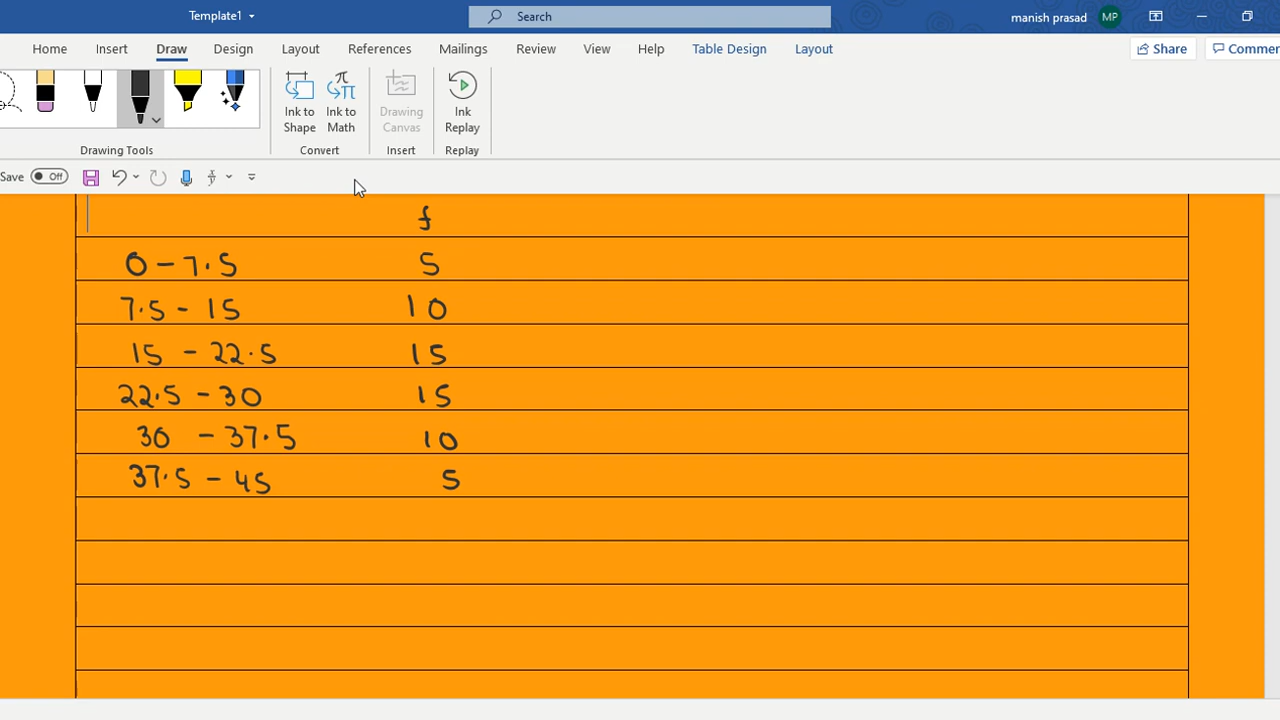 Template1
Search
manish prasad MP
Home Insert Draw Design Layout References Mailings Review View Help Table Design Layout Share Commer
Ink to Shape
Ink to Math
Drawing Canvas
Ink Replay
Drawing Tools Convert Insert Replay
Save Off
f
0 - 7.5 5
7.5 - 15 10
15 - 22.5 15
22.5 - 30 15
30 - 37.5 10
37.5 - 45 5